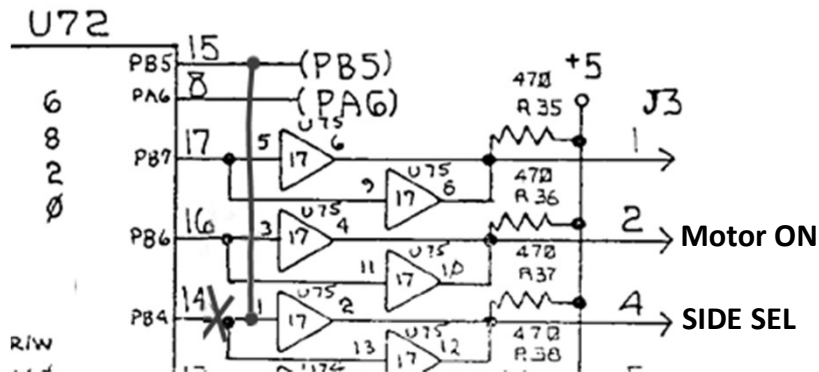 U72
PB5 15 (PB5)
PA6 8 (PA6)
6
8
2
Ø
470
R35
+5
J3
PB7 17 5 U75 17 6 1
9 17 U75 8
470
R36
PB6 16 3 U75 17 4 2 Motor ON
11 17 U75 10
470
R37
PB4 14 1 U75 17 2 4 SIDE SEL
13 17 U75 12
470
R38
R/W